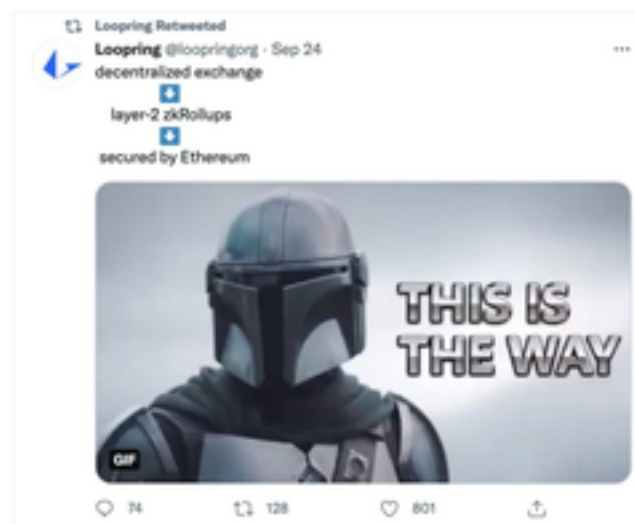 Loopring Retweeted
Loopring @loopringorg · Sep 24
decentralized exchange
layer-2 zkRollups
secured by Ethereum
THIS IS
THE WAY
GIF
74 128 801